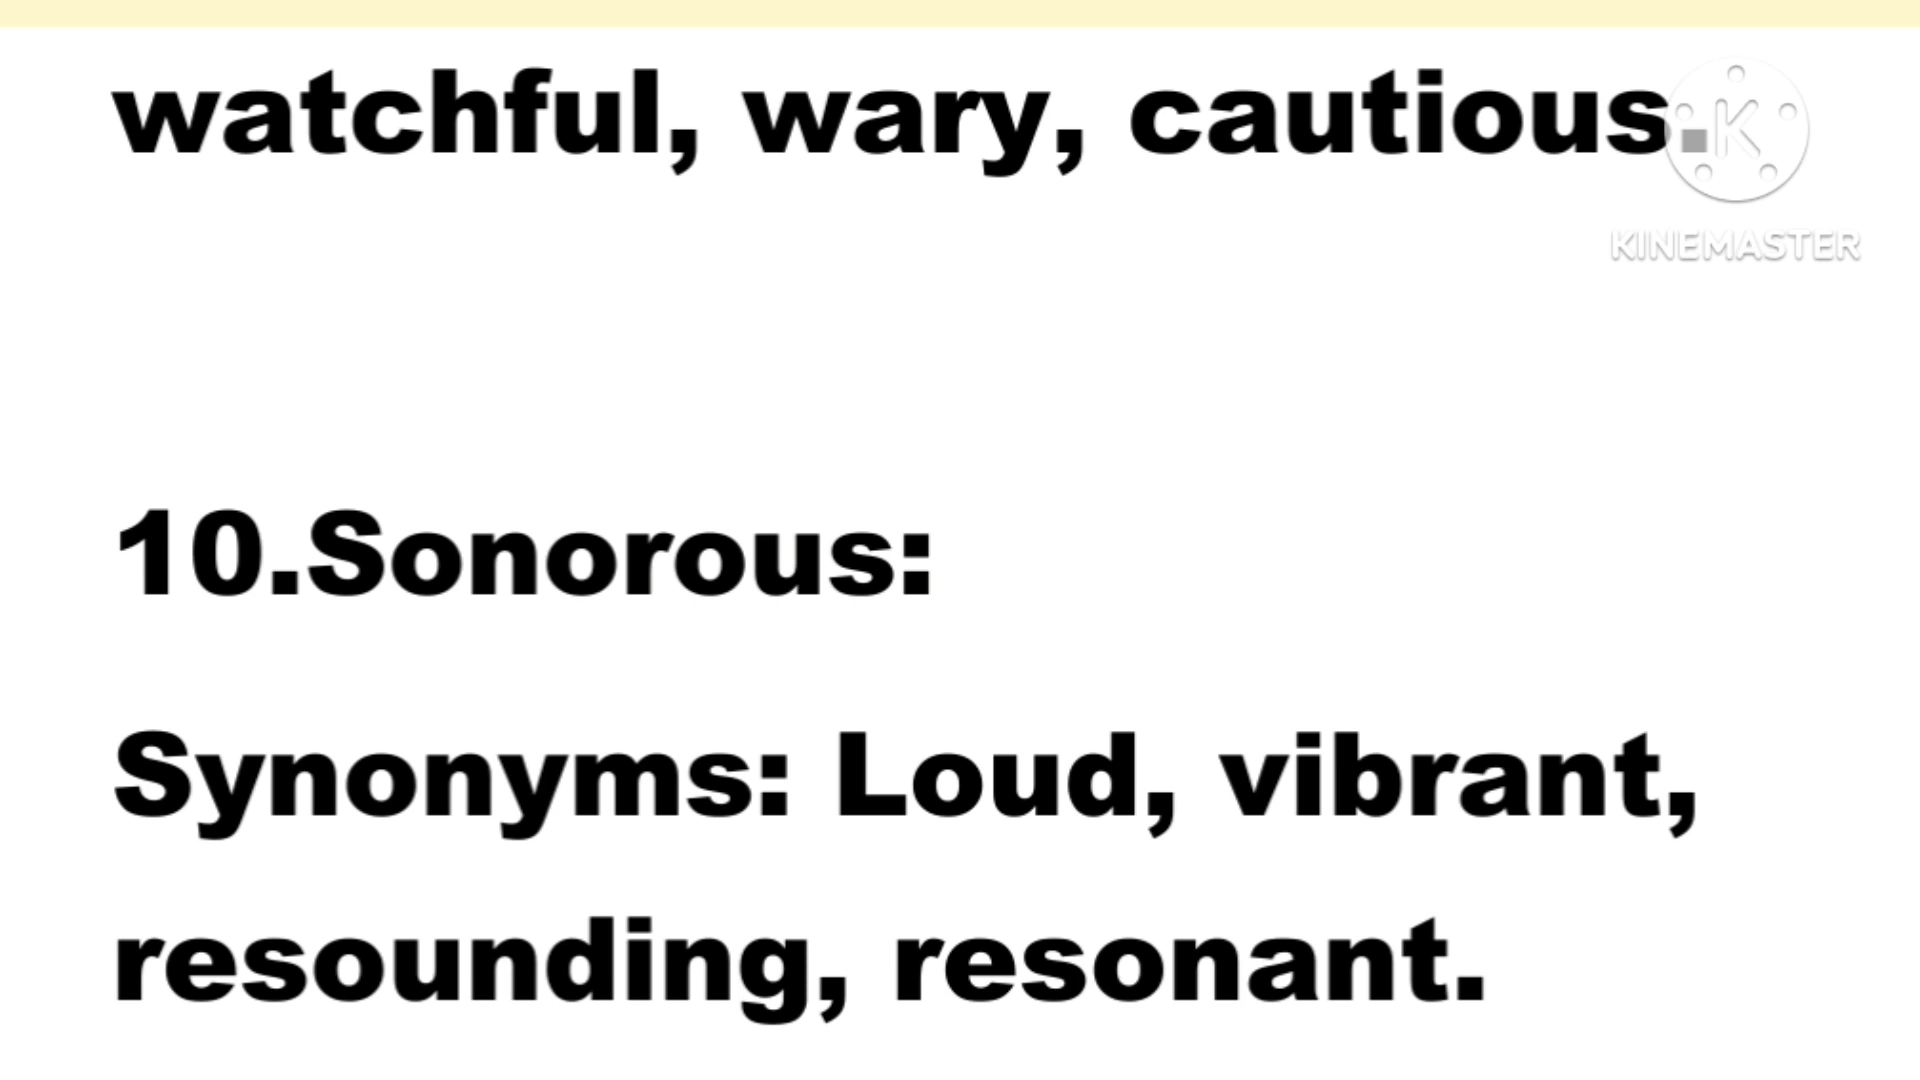 watchful, wary, cautious.
K
KINEMASTER
10.Sonorous:
Synonyms: Loud, vibrant,
resounding, resonant.